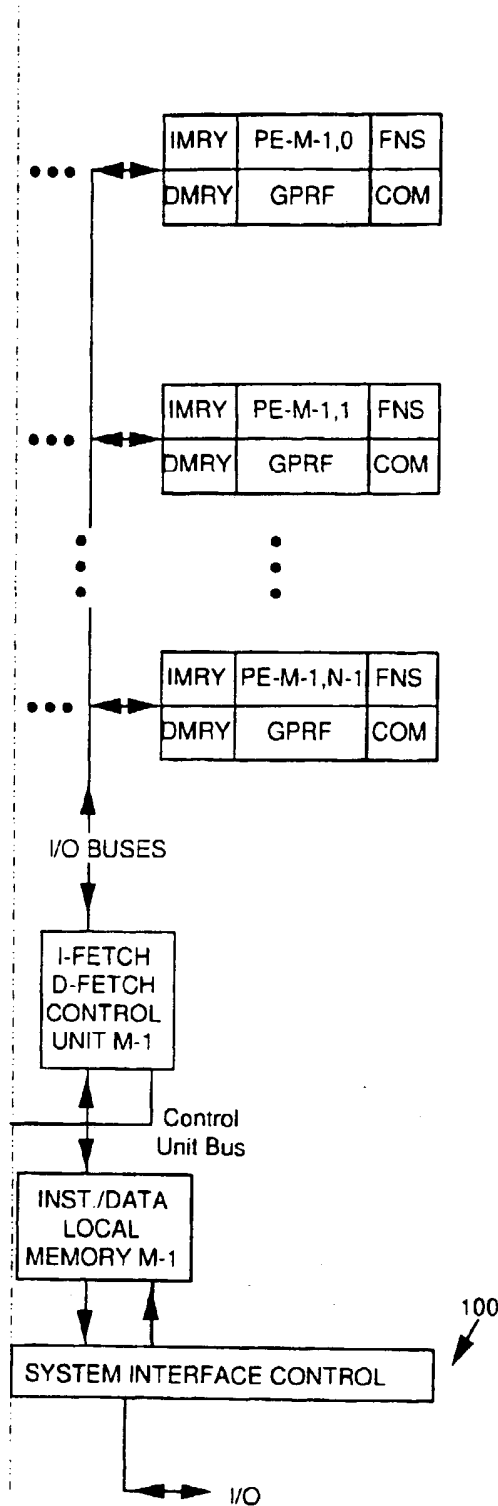 IMRY PE-M-1,0 FNS
DMRY GPRF COM
IMRY PE-M-1,1 FNS
DMRY GPRF COM
IMRY PE-M-1,N-1 FNS
DMRY GPRF COM
I/O BUSES
I-FETCH
D-FETCH
CONTROL
UNIT M-1
Control
Unit Bus
INST./DATA
LOCAL
MEMORY M-1
100
SYSTEM INTERFACE CONTROL
I/O